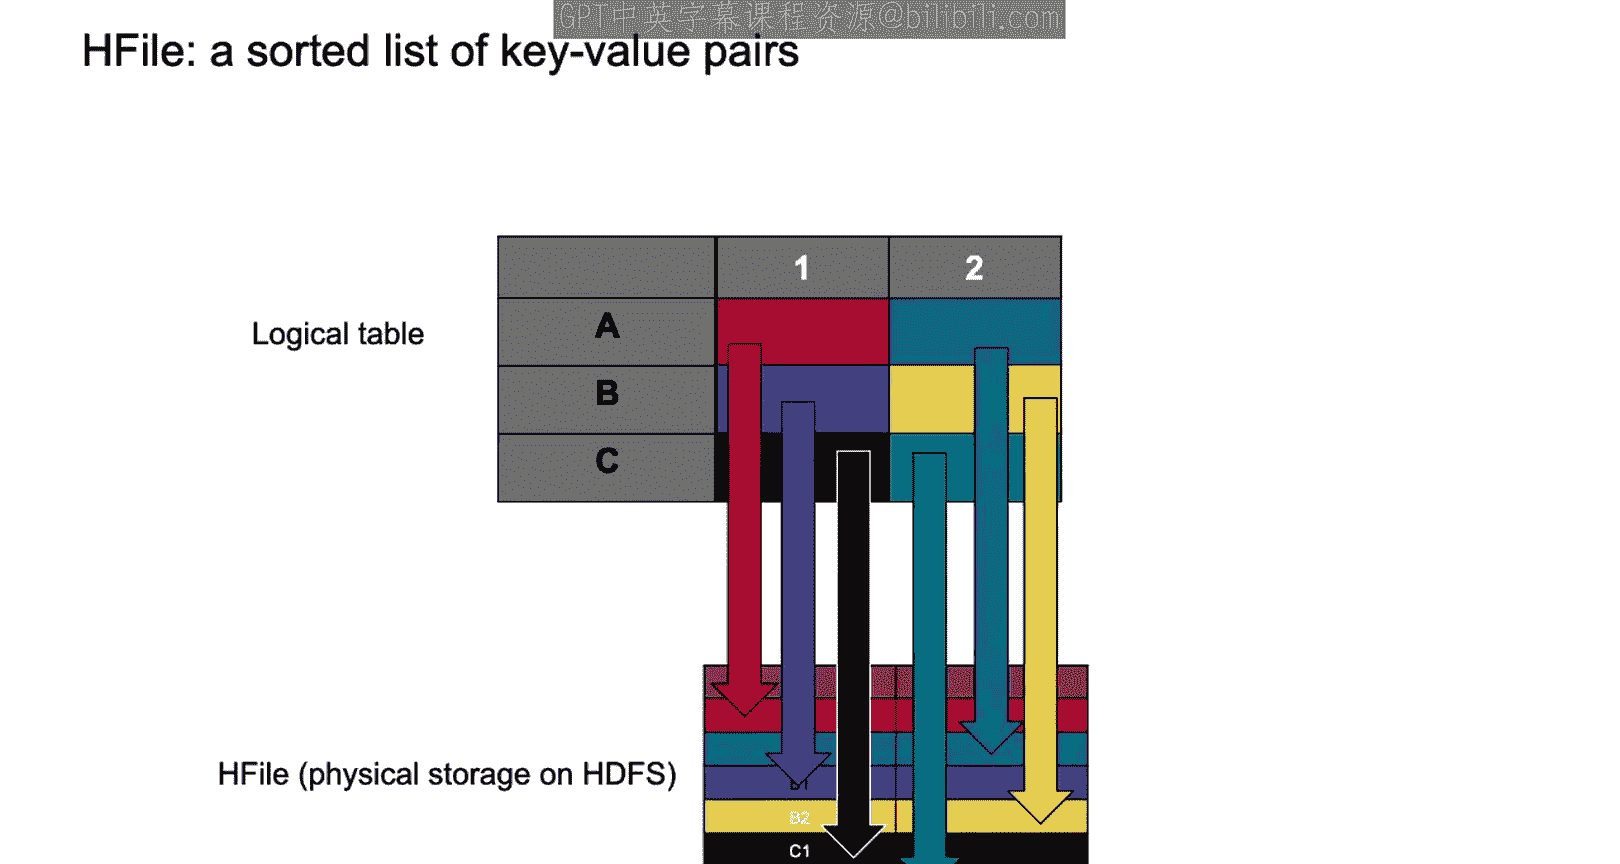 GPT中英字幕课程资源@bilibili.com
HFile: a sorted list of key-value pairs
1
2
A
Logical table
B
C
HFile (physical storage on HDFS)
B1
B2
C1